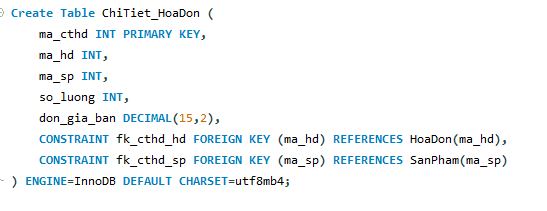 Create Table ChiTiet_HoaDon (
ma_cthd INT PRIMARY KEY,
ma_hd INT,
ma_sp INT,
so_luong INT,
don_gia_ban DECIMAL(15,2),
CONSTRAINT fk_cthd_hd FOREIGN KEY (ma_hd) REFERENCES HoaDon(ma_hd),
CONSTRAINT fk_cthd_sp FOREIGN KEY (ma_sp) REFERENCES SanPham(ma_sp)
) ENGINE=InnoDB DEFAULT CHARSET=utf8mb4;